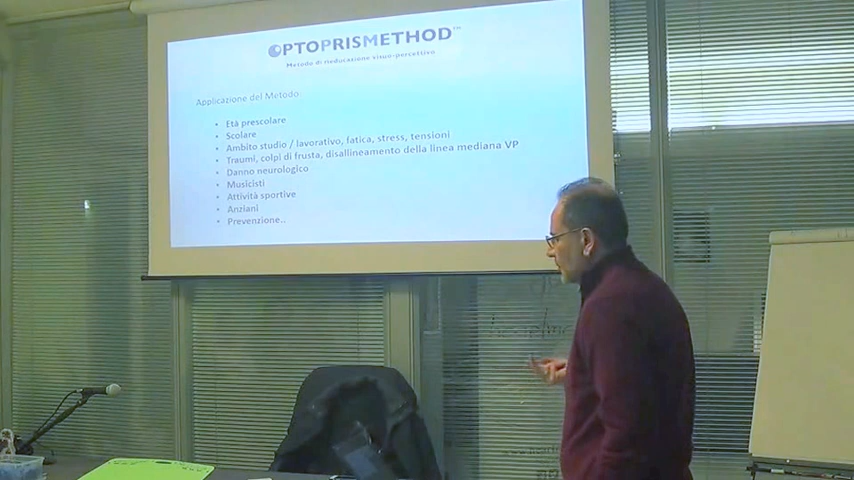 OPTOPRISMETHOD™
Metodo di rieducazione visuo-percettivo
Applicazione del Metodo
• Età prescolare
• Scolare
• Ambito studio / lavorativo, fatica, stress, tensioni
• Traumi, colpi di frusta, disallineamento della linea mediana VP
• Danno neurologico
• Musicisti
• Attività sportive
• Anziani
• Prevenzione..